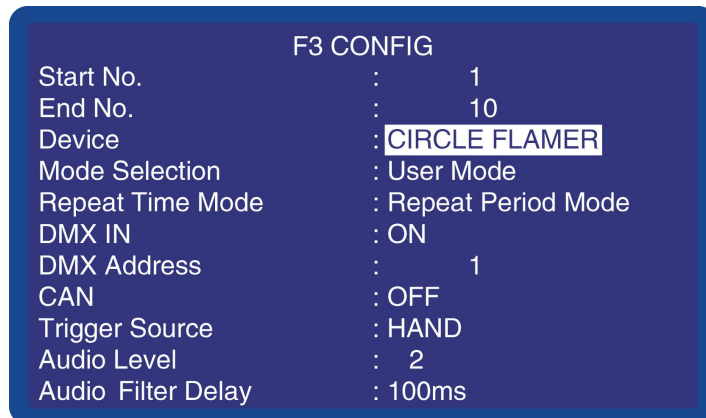 F3 CONFIG
Start No. : 1
End No. : 10
Device : CIRCLE FLAMER
Mode Selection : User Mode
Repeat Time Mode : Repeat Period Mode
DMX IN : ON
DMX Address : 1
CAN : OFF
Trigger Source : HAND
Audio Level : 2
Audio Filter Delay : 100ms